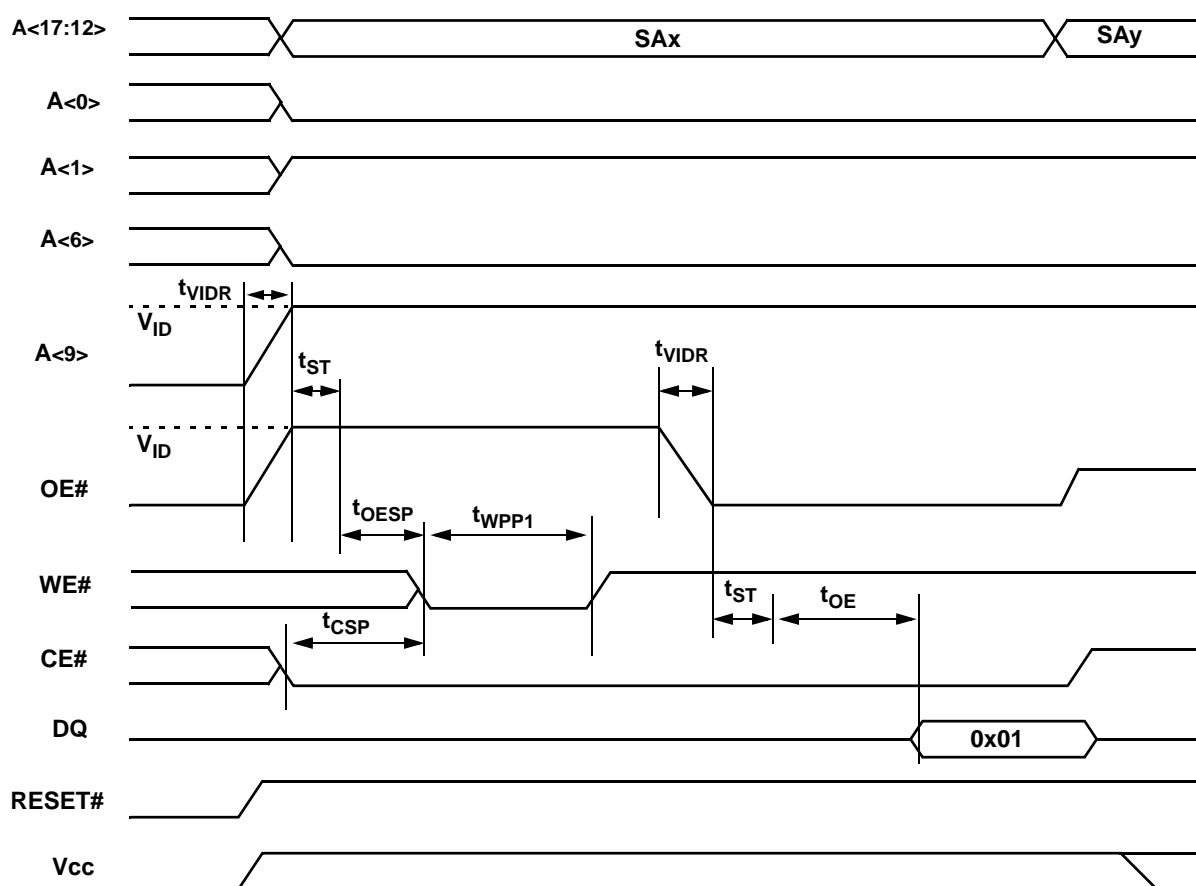 A<17:12>
SAx
SAy
A<0>
A<1>
A<6>
tVIDR
VID
A<9>
tST
tVIDR
VID
OE#
tOESP
tWPP1
WE#
tST
tOE
tCSP
CE#
DQ
0x01
RESET#
Vcc